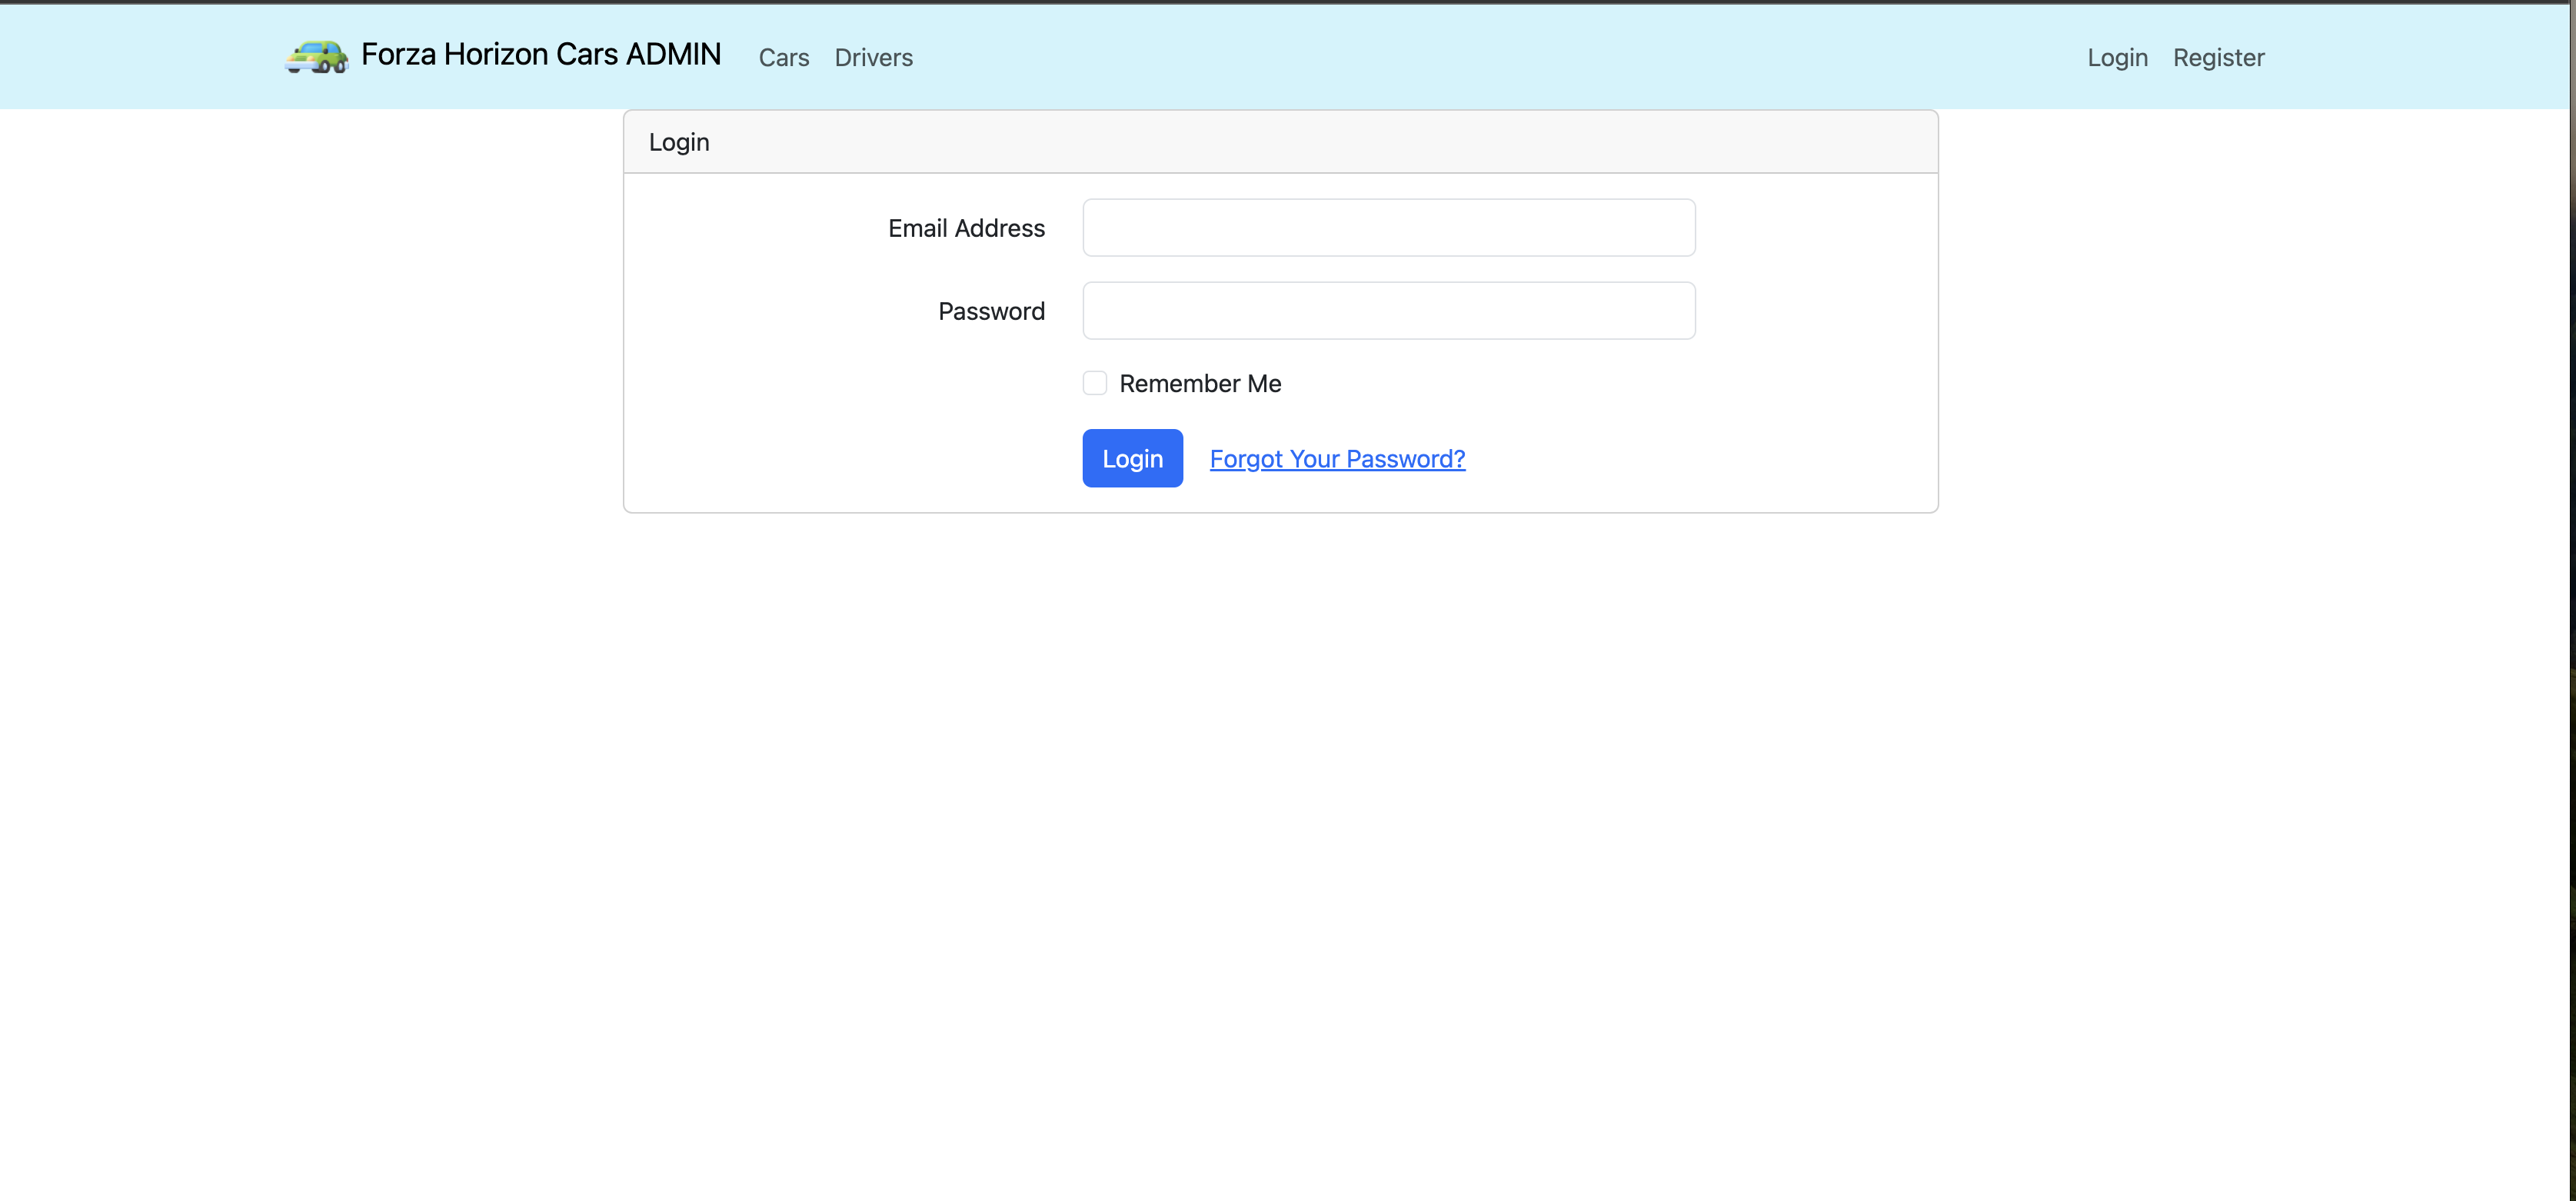 Forza Horizon Cars ADMIN Cars Drivers Login Register
Login
Email Address
Password
Remember Me
Login Forgot Your Password?